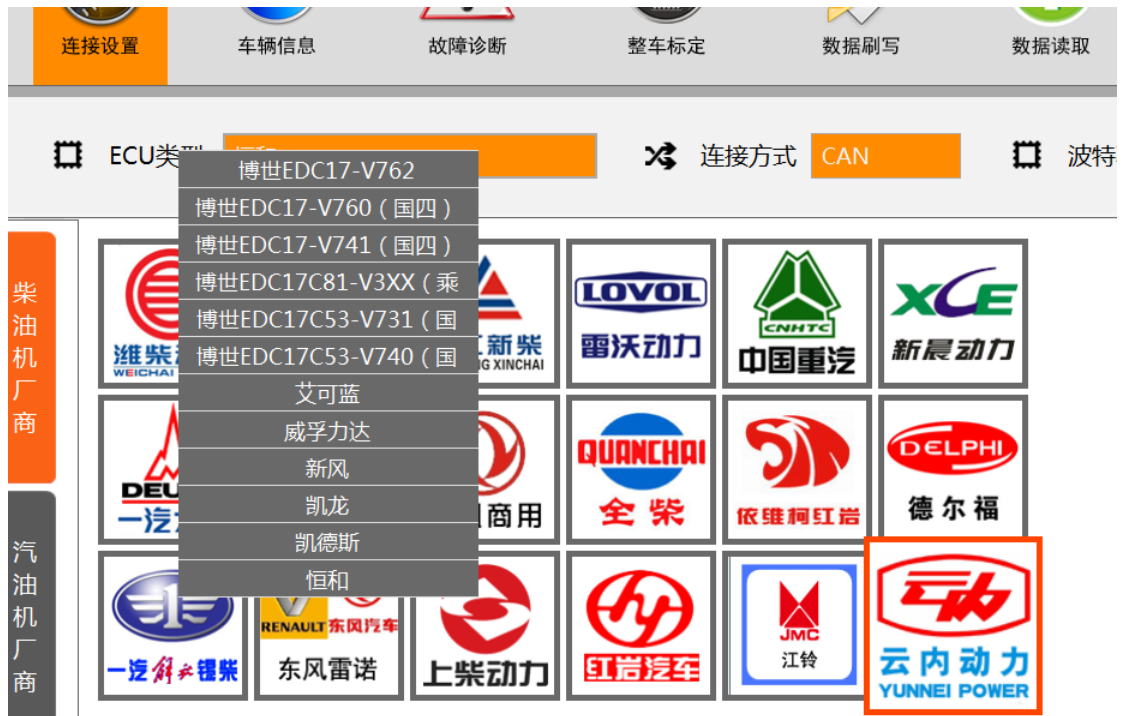 连接设置 车辆信息 故障诊断 整车标定 数据刷写 数据读取
ECU类型 恒和 连接方式 CAN 波特
博世EDC17-V762
博世EDC17-V760（国四）
博世EDC17-V741（国四）
博世EDC17C81-V3XX（乘
博世EDC17C53-V731（国
博世EDC17C53-V740（国
艾可蓝
威孚力达
新风
凯龙
凯德斯
恒和
柴油机厂商
汽油机厂商
潍柴
WEICHAI
新柴
XINCHAI
LOVOL
雷沃动力
CNHTC
中国重汽
XCE
新晨动力
DEU
一汽
商用
QUANCHAI
全柴
依维柯红岩
DELPHI
德尔福
一汽解放锡柴
RENAULT 东风汽车
东风雷诺
上柴动力
红岩汽车
JMC
江铃
云内动力
YUNNEI POWER